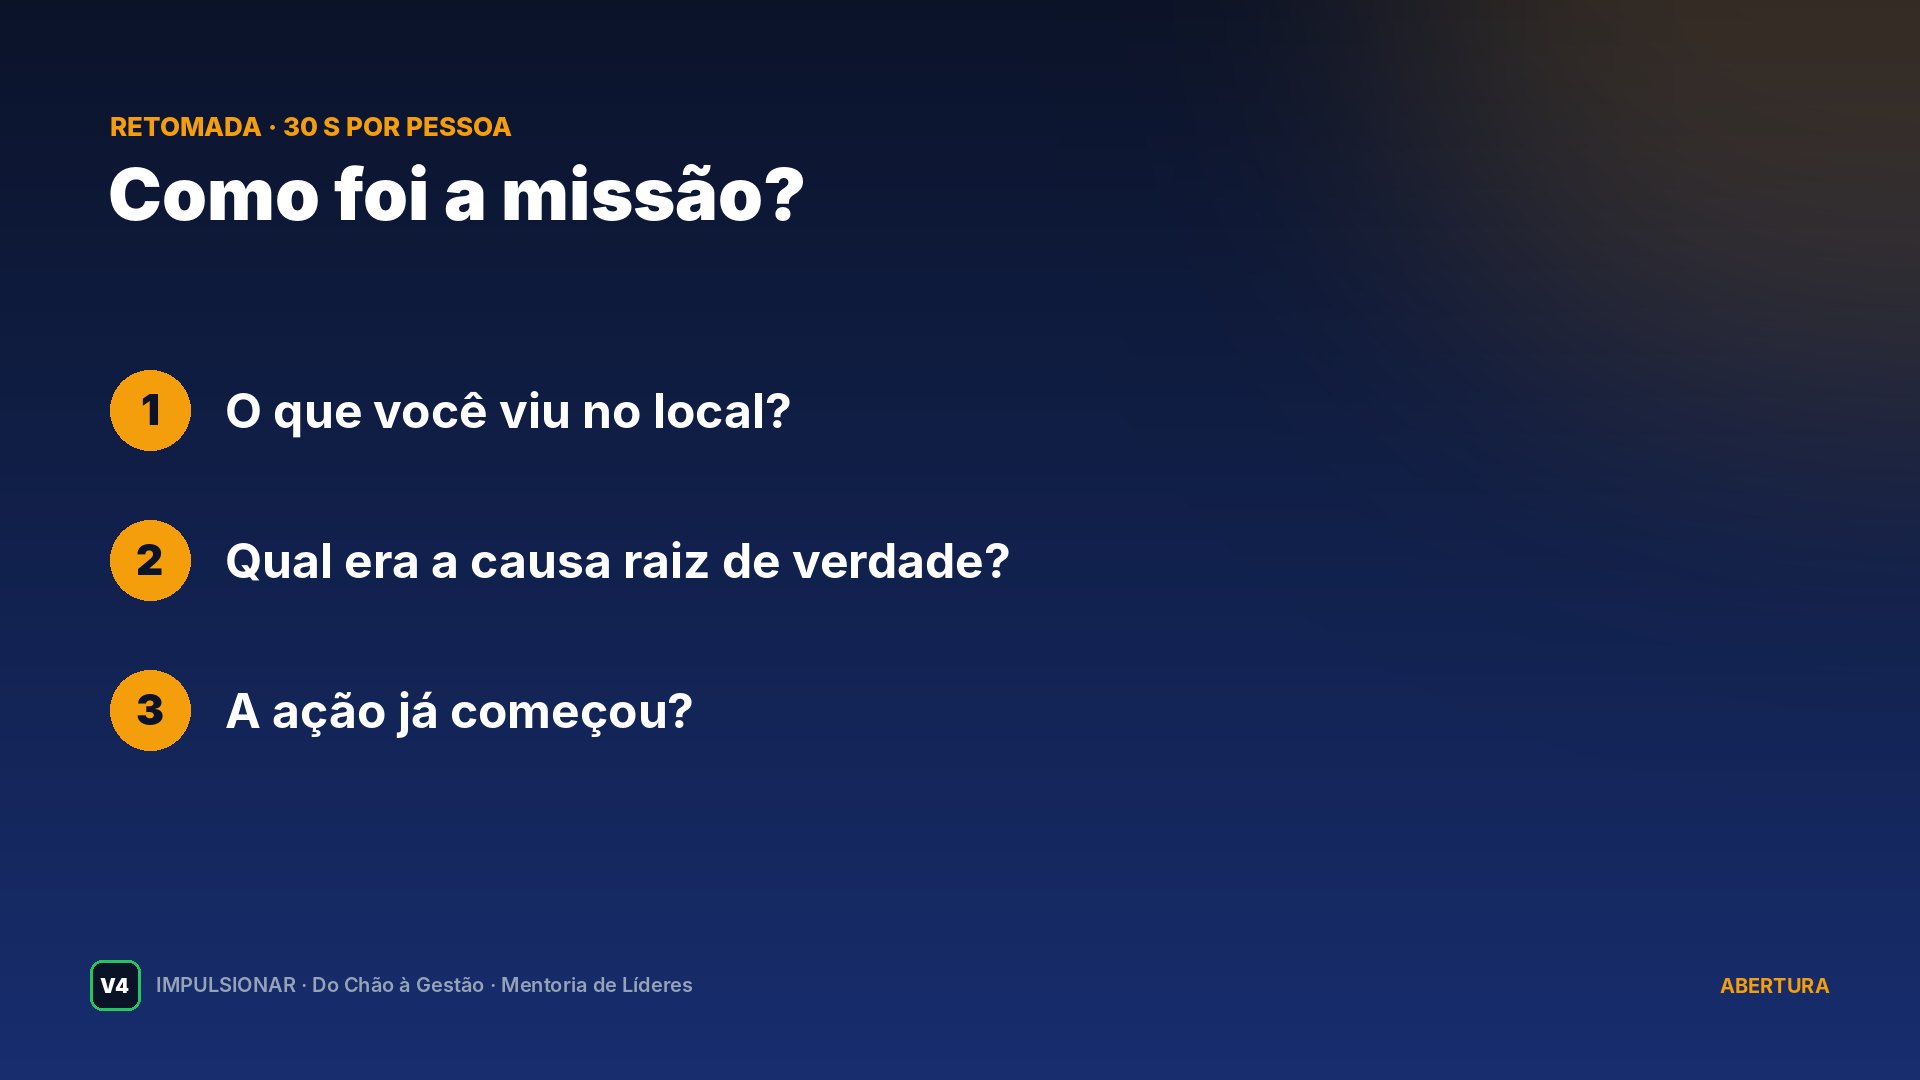 RETOMADA · 30 S POR PESSOA
Como foi a missão?
1 O que você viu no local?
2 Qual era a causa raiz de verdade?
3 A ação já começou?
V4 IMPULSIONAR · Do Chão à Gestão · Mentoria de Líderes
ABERTURA